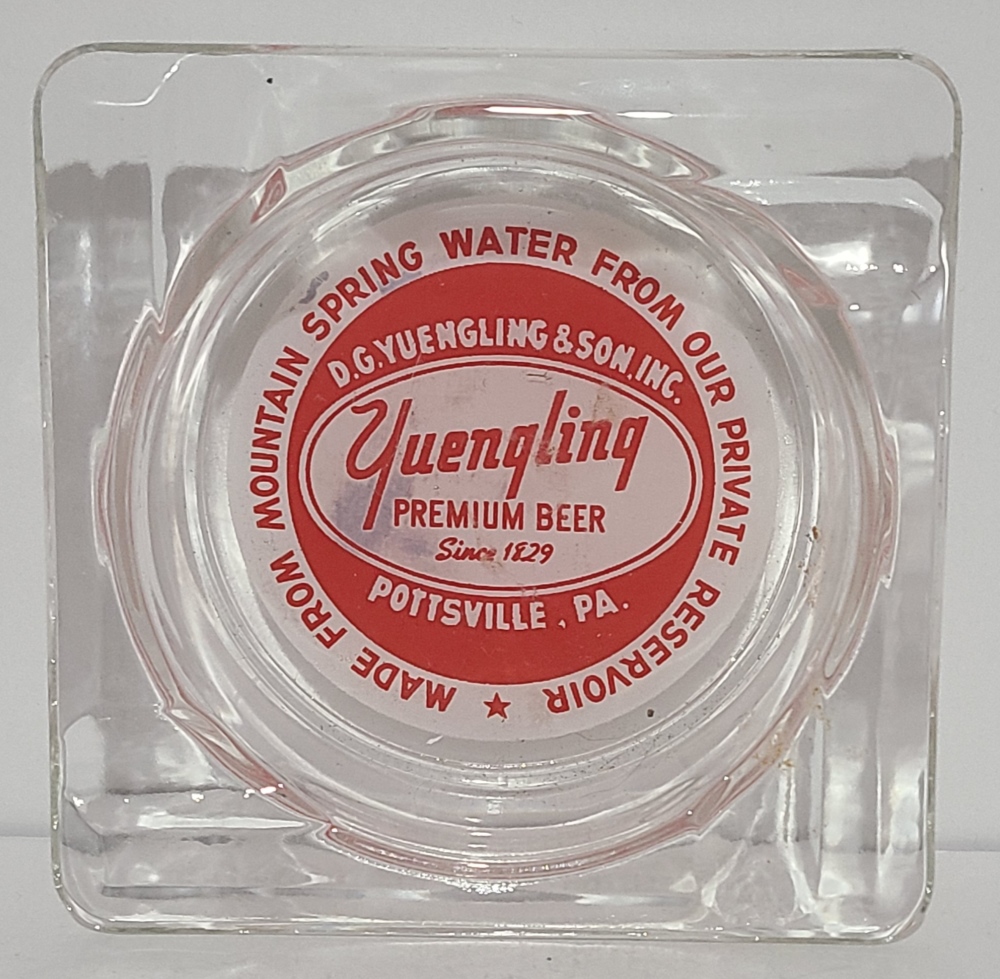 MADE FROM MOUNTAIN SPRING WATER FROM OUR PRIVATE RESERVOIR
D.G. YUENGLING & SON, INC.
Yuengling
PREMIUM BEER
Since 1829
POTTSVILLE, PA.